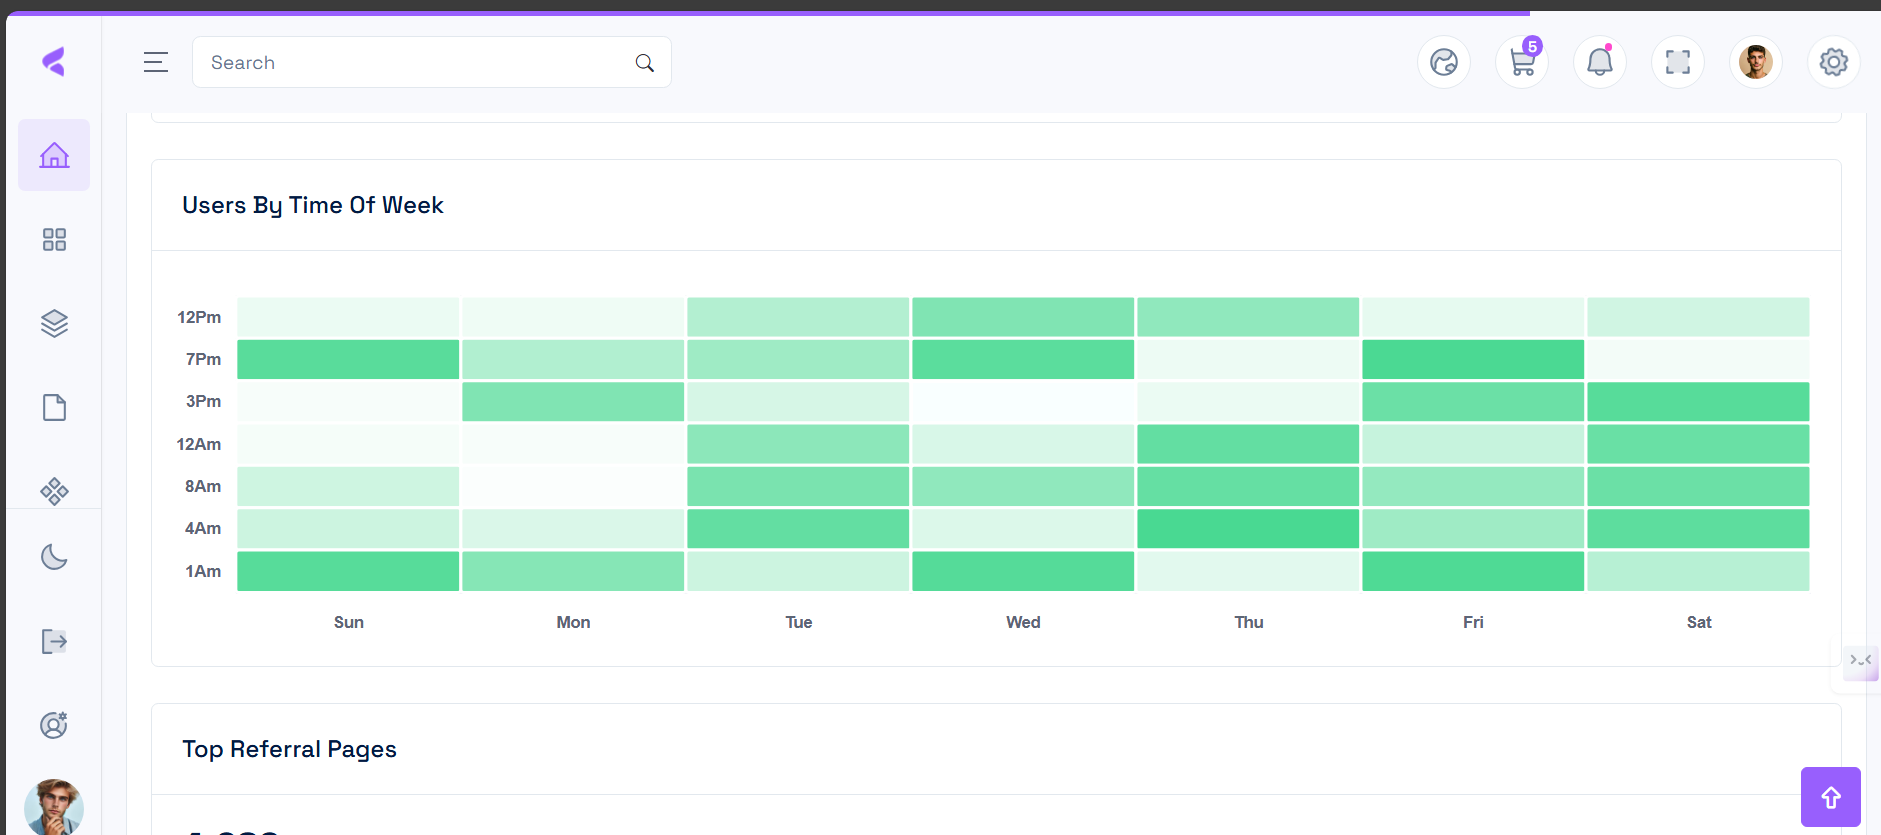 Search
5
Users By Time Of Week
12Pm
7Pm
3Pm
12Am
8Am
4Am
1Am
Sun Mon Tue Wed Thu Fri Sat
Top Referral Pages